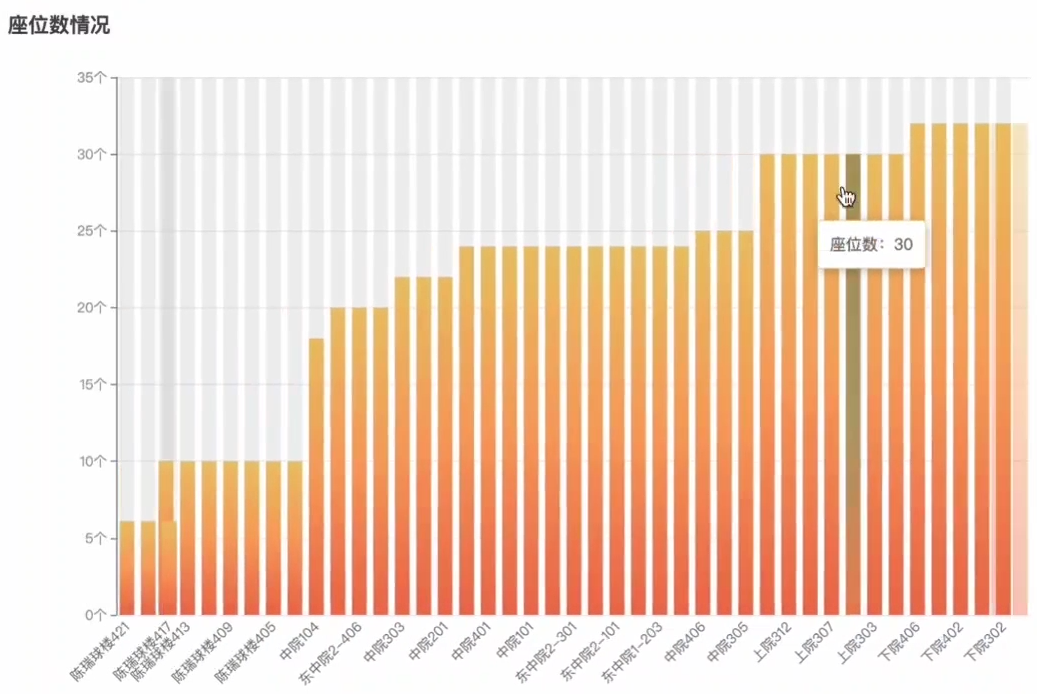 座位数情况
35个
30个
25个
20个
15个
10个
5个
0个
座位数：30
陈瑞球楼421
陈瑞球楼417
陈瑞球楼413
陈瑞球楼409
陈瑞球楼405
中院104
东中院2-406
中院303
中院201
中院401
中院101
东中院2-301
东中院2-101
东中院1-203
中院406
中院305
上院312
上院307
上院303
下院406
下院402
下院302